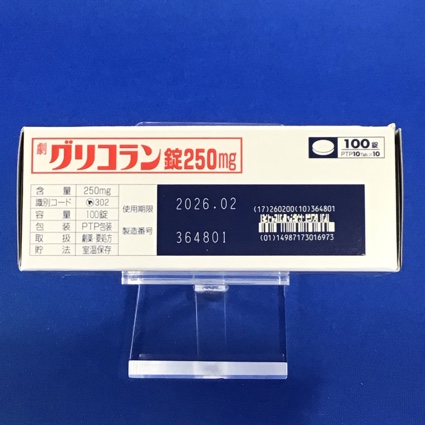 劇 グリコラン錠250mg
100錠
PTP10錠×10
含量 250mg
識別コード 302
容量 100錠
包装 PTP包装
取扱 劇薬・要処方
貯法 室温保存
使用期限 2026.02
製造番号 364801
(17)260200(10)364801
(01)14987173016973